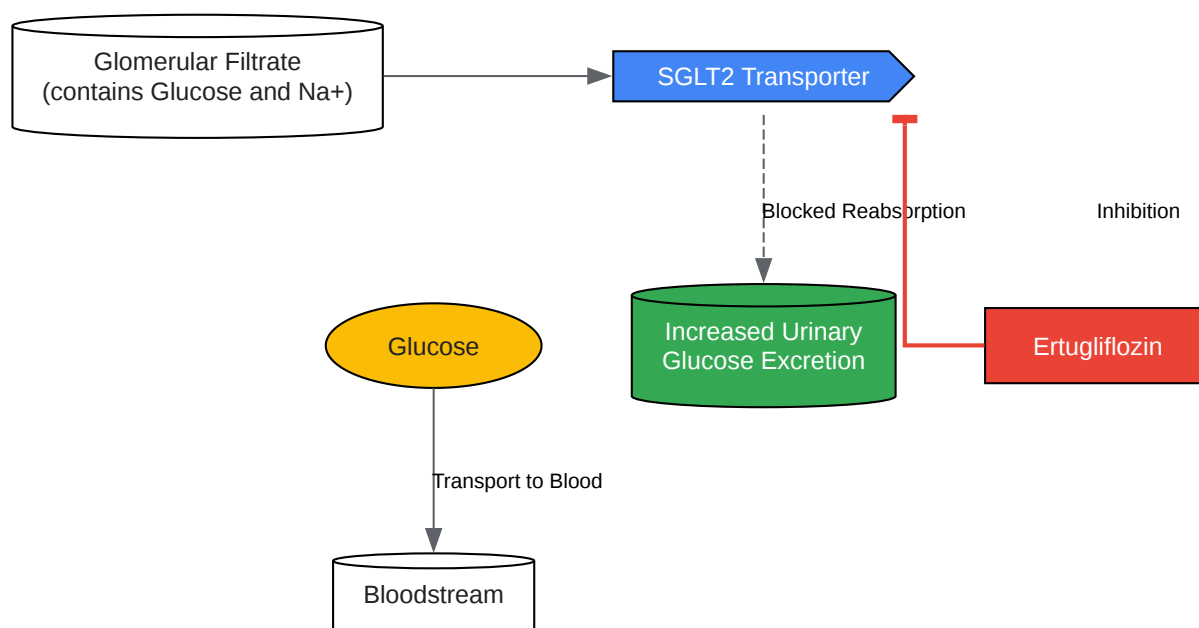 Glomerular Filtrate
(contains Glucose and Na+)
SGLT2 Transporter
Blocked Reabsorption
Inhibition
Increased Urinary
Glucose Excretion
Glucose
Ertugliflozin
Transport to Blood
Bloodstream